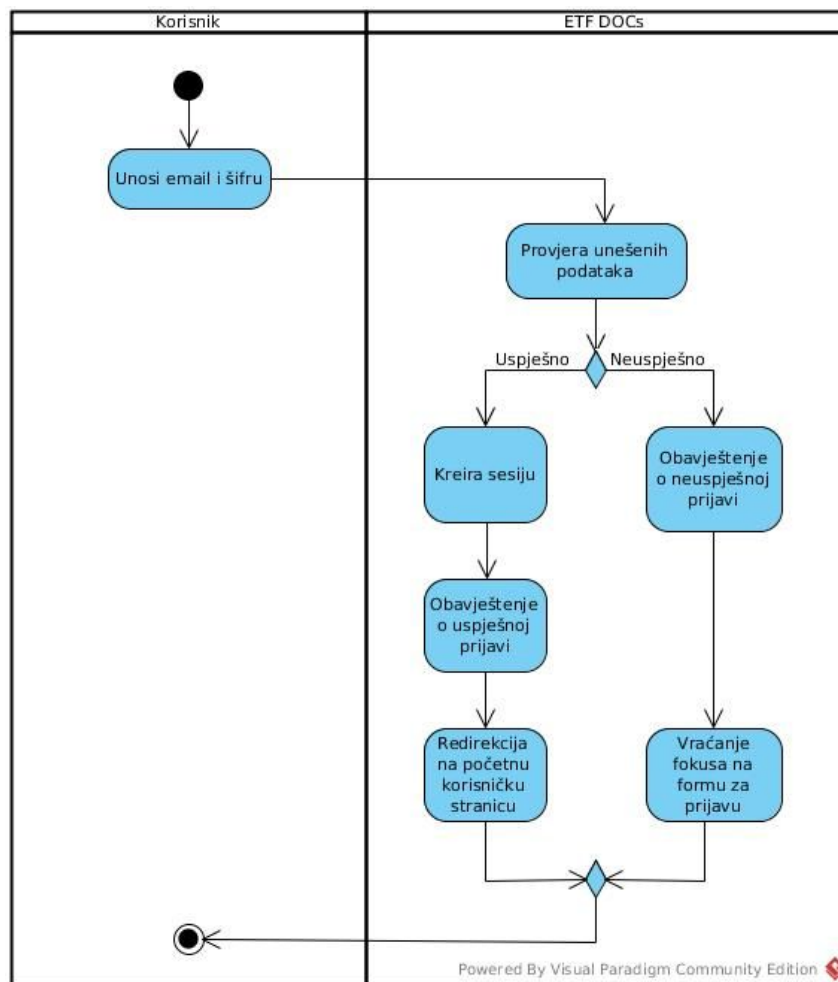 Korisnik
ETF DOCs
Unosi email i šifru
Provjera unešenih
podataka
Uspješno
Neuspješno
Kreira sesiju
Obavještenje
o neuspješnoj
prijavi
Obavještenje
o uspješnoj
prijavi
Redirekcija
na početnu
korisničku
stranicu
Vraćanje
fokusa na
formu za
prijavu
Powered By Visual Paradigm Community Edition